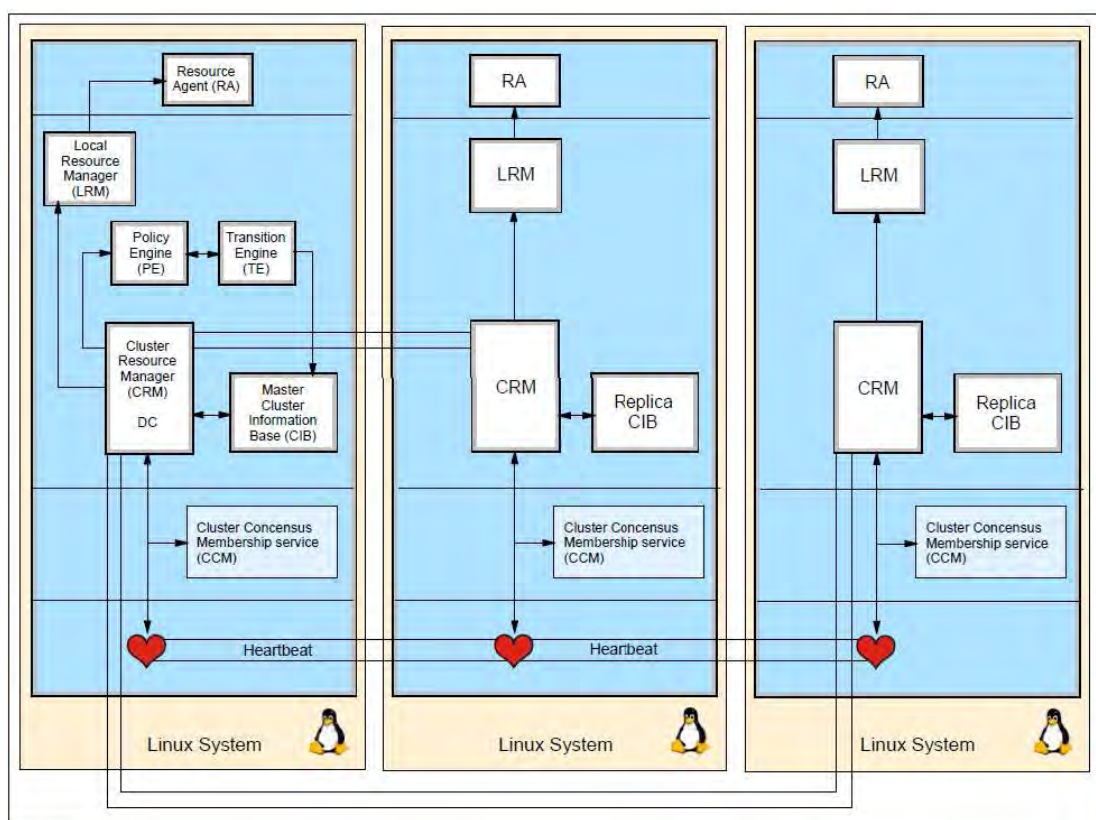 Resource
Agent (RA)
Local
Resource
Manager
(LRM)
Policy
Engine
(PE)
Transition
Engine
(TE)
Cluster
Resource
Manager
(CRM)
DC
Master
Cluster
Information
Base (CIB)
Cluster Concensus
Membership service
(CCM)
Heartbeat
Linux System
RA
LRM
CRM
Replica
CIB
Cluster Concensus
Membership service
(CCM)
Heartbeat
Linux System
RA
LRM
CRM
Replica
CIB
Cluster Concensus
Membership service
(CCM)
Linux System